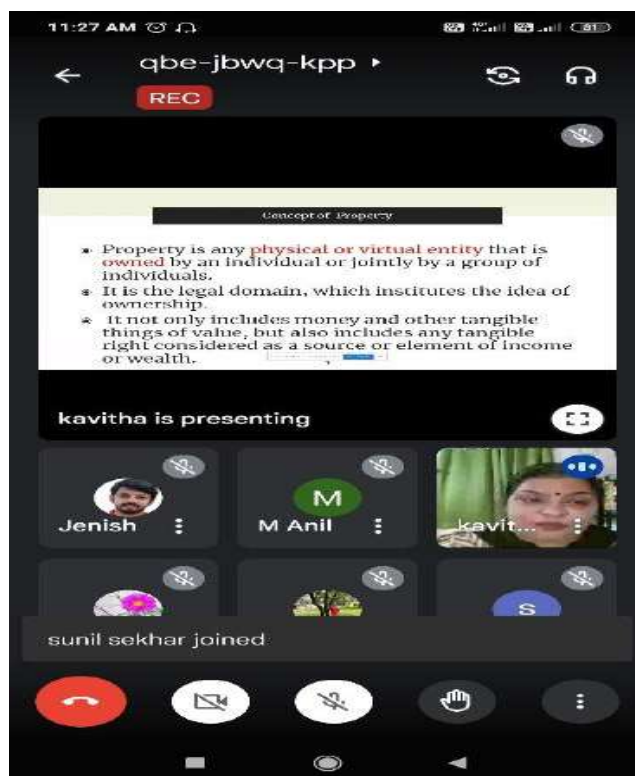 11:27 AM
81
qbe-jbwq-kpp
REC
Concept of Property
Property is any physical or virtual entity that is
owned by an individual or jointly by a group of
individuals.
It is the legal domain, which institutes the idea of
ownership.
It not only includes money and other tangible
things of value, but also includes any tangible
right considered as a source or element of income
or wealth.
kavitha is presenting
Jenish
M
M Anil
kavit...
S
sunil sekhar joined